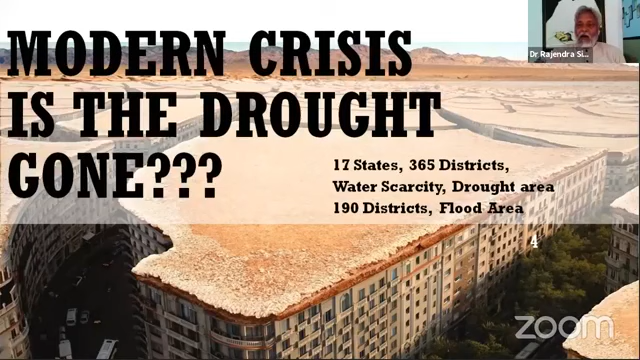 MODERN CRISIS
IS THE DROUGHT
GONE???
17 States, 365 Districts,
Water Scarcity, Drought area
190 Districts, Flood Area
4
Dr Rajendra Si...
zoom